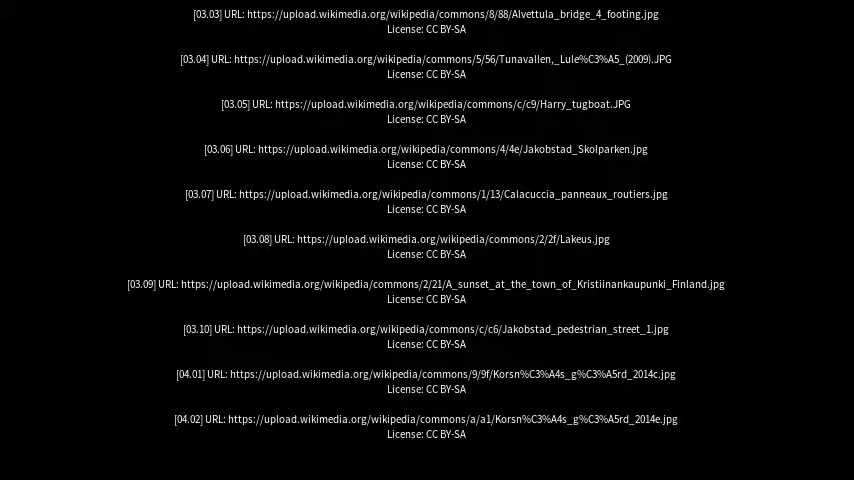 [03.03] URL: https://upload.wikimedia.org/wikipedia/commons/8/88/Alvettula_bridge_4_footing.jpg
License: CC BY-SA
[03.04] URL: https://upload.wikimedia.org/wikipedia/commons/5/56/Tunavallen,_Lule%C3%A5_(2009).JPG
License: CC BY-SA
[03.05] URL: https://upload.wikimedia.org/wikipedia/commons/c/c9/Harry_tugboat.JPG
License: CC BY-SA
[03.06] URL: https://upload.wikimedia.org/wikipedia/commons/4/4e/Jakobstad_Skolparken.jpg
License: CC BY-SA
[03.07] URL: https://upload.wikimedia.org/wikipedia/commons/1/13/Calacuccia_panneaux_routiers.jpg
License: CC BY-SA
[03.08] URL: https://upload.wikimedia.org/wikipedia/commons/2/2f/Lakeus.jpg
License: CC BY-SA
[03.09] URL: https://upload.wikimedia.org/wikipedia/commons/2/21/A_sunset_at_the_town_of_Kristiinankaupunki_Finland.jpg
License: CC BY-SA
[03.10] URL: https://upload.wikimedia.org/wikipedia/commons/c/c6/Jakobstad_pedestrian_street_1.jpg
License: CC BY-SA
[04.01] URL: https://upload.wikimedia.org/wikipedia/commons/9/9f/Korsn%C3%A4s_g%C3%A5rd_2014c.jpg
License: CC BY-SA
[04.02] URL: https://upload.wikimedia.org/wikipedia/commons/a/a1/Korsn%C3%A4s_g%C3%A5rd_2014e.jpg
License: CC BY-SA